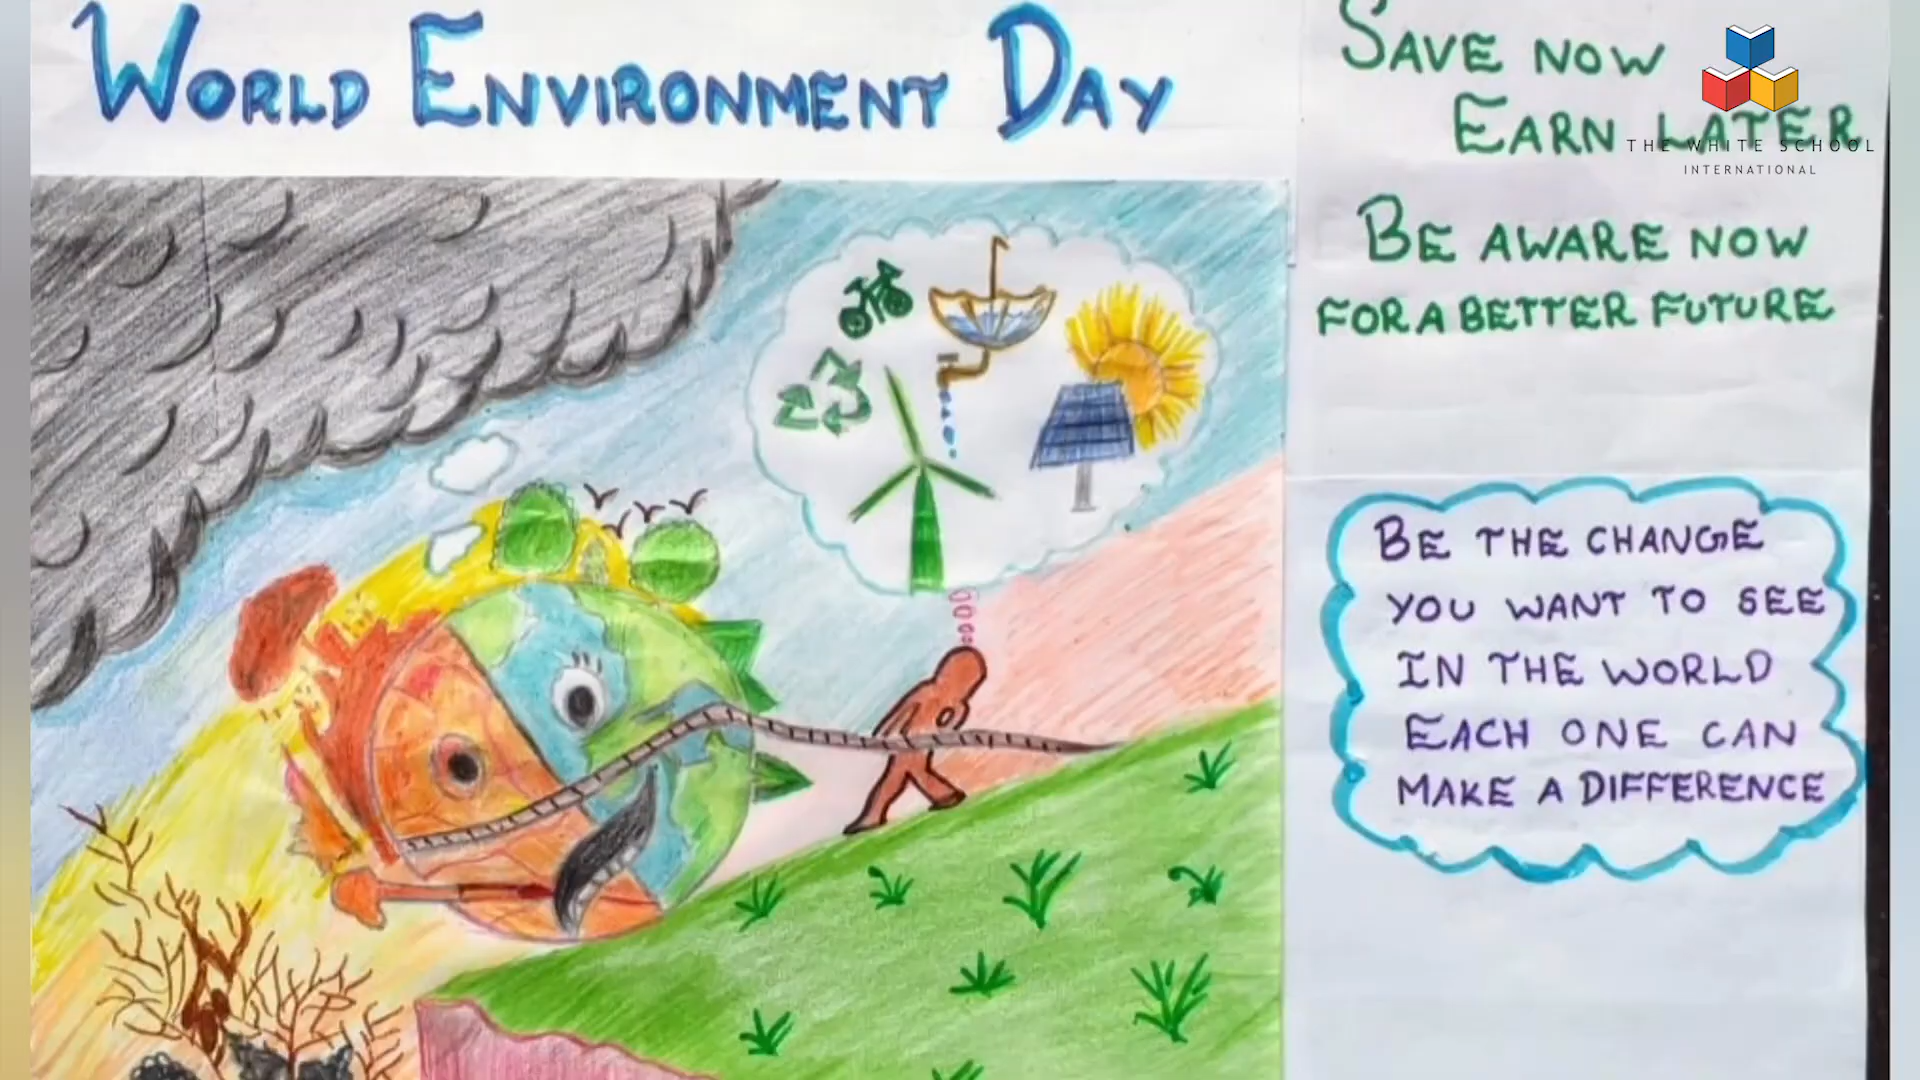 WORLD ENVIRONMENT DAY
SAVE NOW
EARN LATER
THE WHITE SCHOOL
INTERNATIONAL
BE AWARE NOW
FOR A BETTER FUTURE
BE THE CHANGE
YOU WANT TO SEE
IN THE WORLD
EACH ONE CAN
MAKE A DIFFERENCE